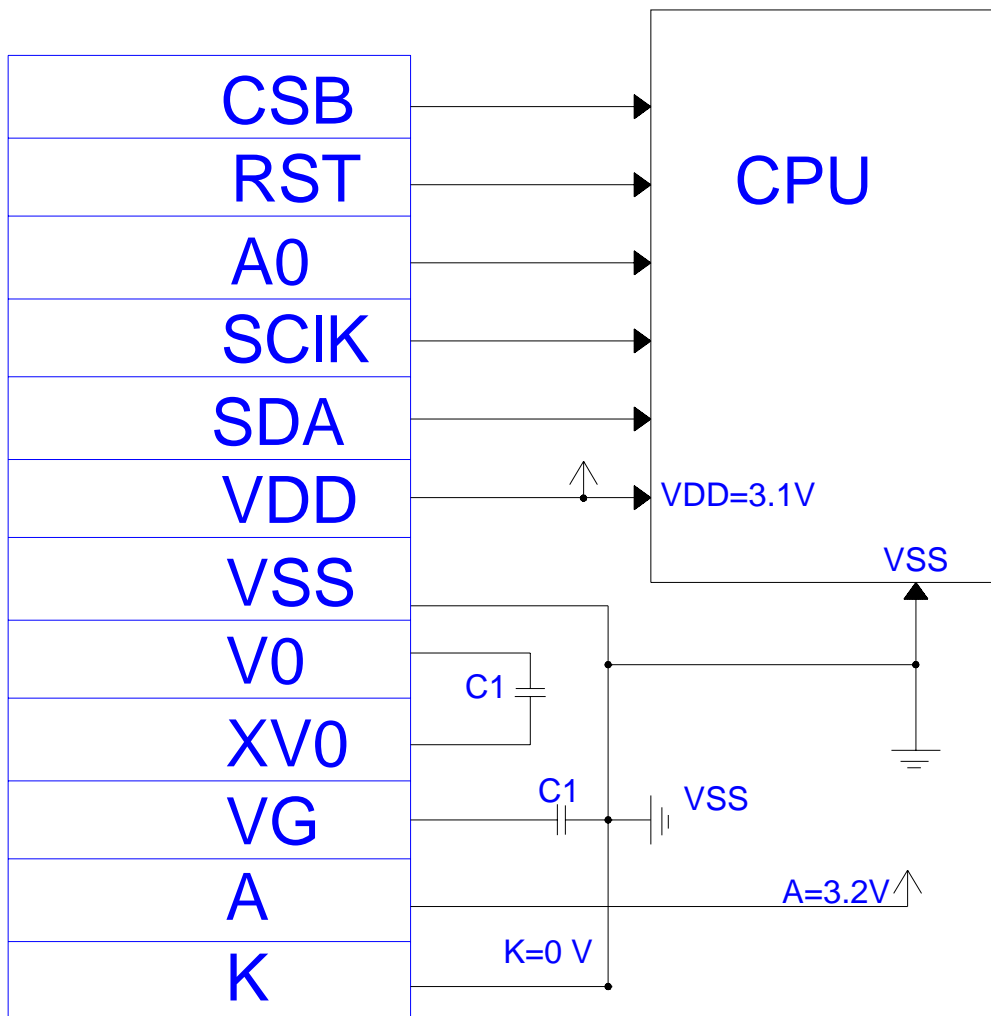 CSB
RST
CPU
A0
SCIK
SDA
VDD
VDD=3.1V
VSS
VSS
V0
C1
XV0
C1
VSS
VG
A
A=3.2V
K=0 V
K